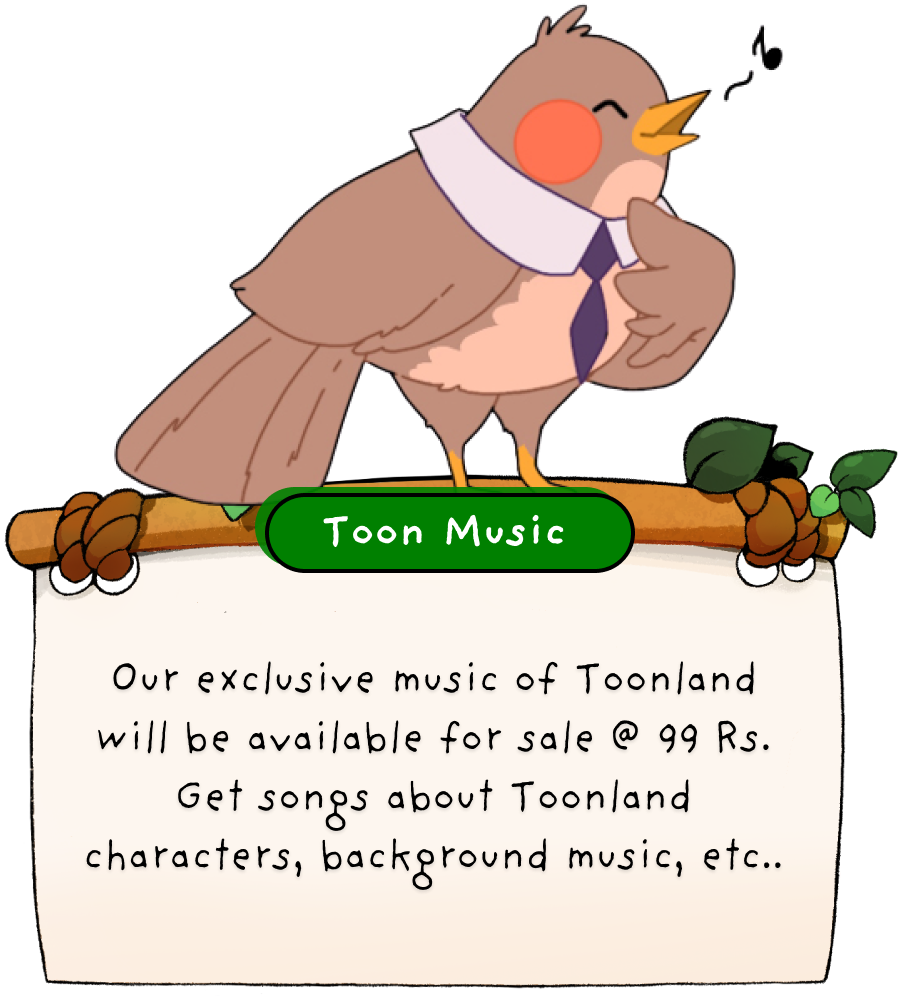 Toon Music
Our exclusive music of Toonland
will be available for sale @ 99 Rs.
Get songs about Toonland
characters, background music, etc..